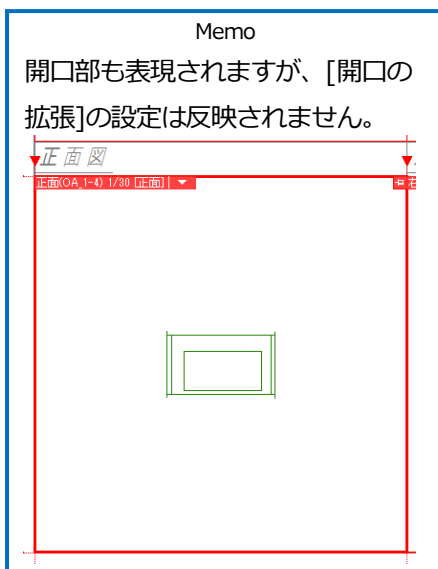 Memo
開口部も表現されますが、[開口の
拡張]の設定は反映されません。
正面図
正面(OA_1-4) 1/30 [正面]